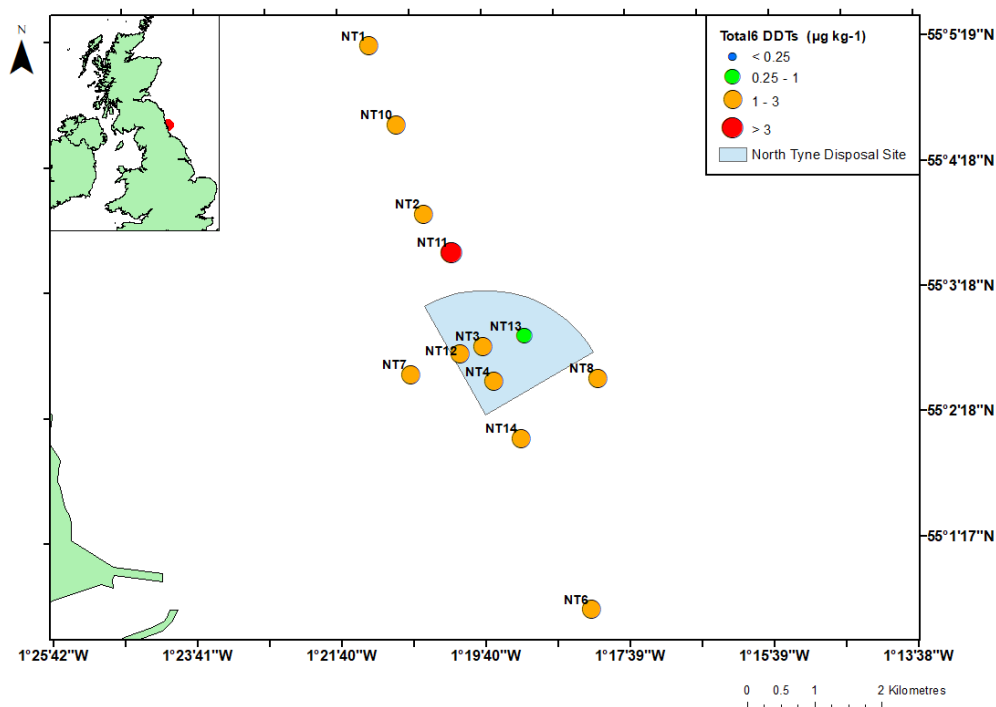 N
NT1
55°5'19"N
Total6 DDTs (µg kg-1)
< 0.25
0.25 - 1
1 - 3
> 3
North Tyne Disposal Site
NT10
55°4'18"N
NT2
NT11
55°3'18"N
NT13
NT3
NT12
NT7
NT4
NT8
55°2'18"N
NT14
55°1'17"N
NT6
1°25'42"W 1°23'41"W 1°21'40"W 1°19'40"W 1°17'39"W 1°15'39"W 1°13'38"W
0 0.5 1 2 Kilometres